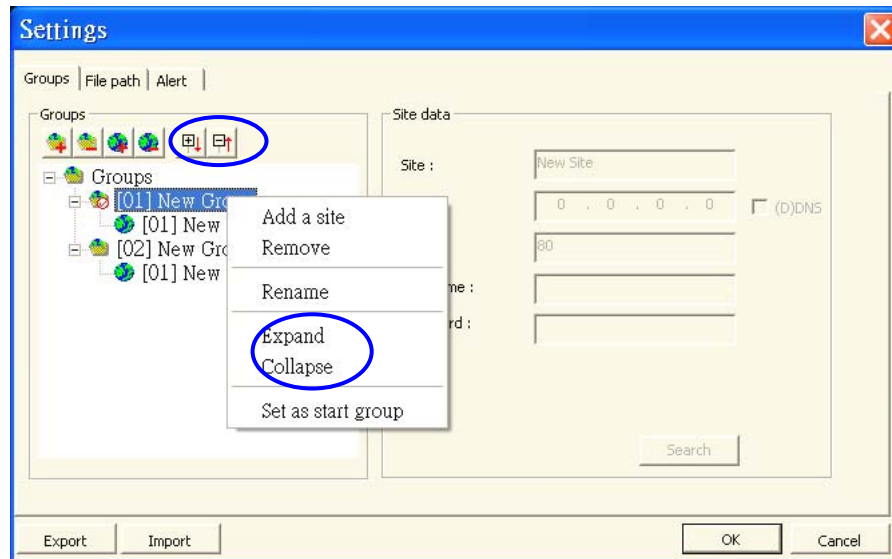 Settings
Groups File path Alert
Groups
Groups
[01] New Gro
[01] New
[02] New Gro
[01] New
Add a site
Remove
Rename
Expand
Collapse
Set as start group
Site data
Site :
New Site
0 . 0 . 0 . 0
(D)DNS
80
me :
rd :
Search
Export Import OK Cancel